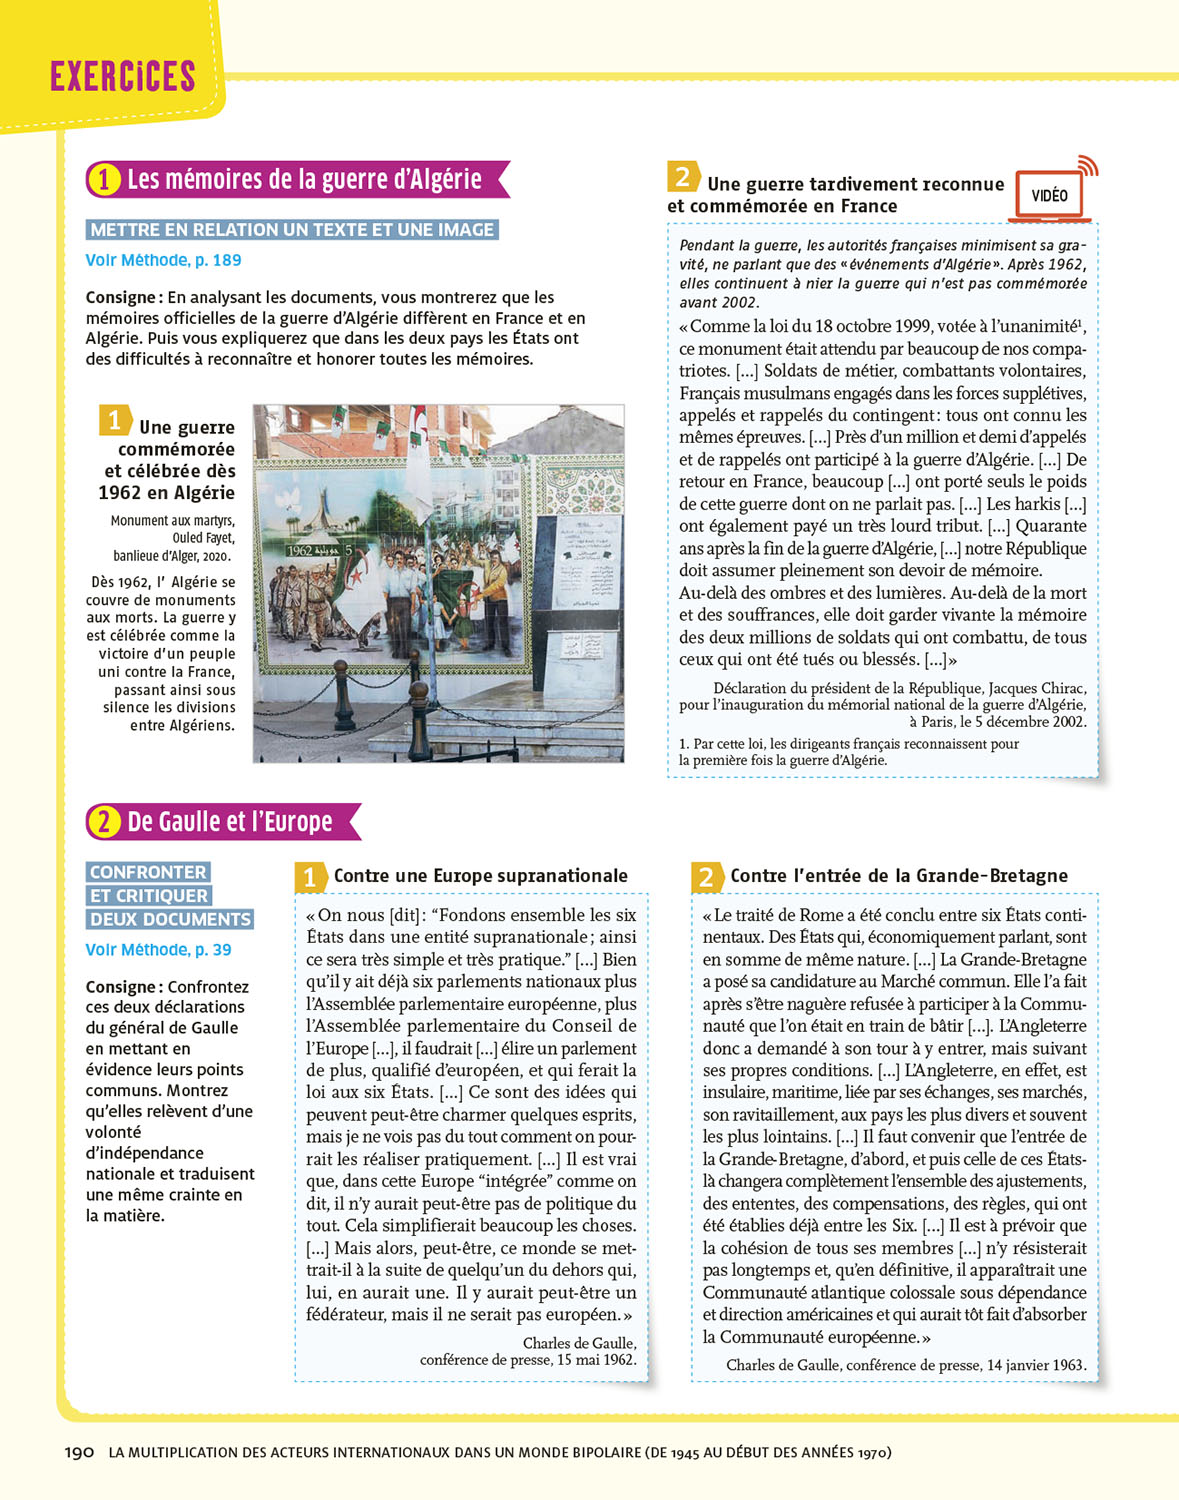 EXERCiCES
1 Les mémoires de la guerre d'Algérie
METTRE EN RELATION UN TEXTE ET UNE IMAGE
Voir Méthode, p. 189
Consigne : En analysant les documents, vous montrerez que les
mémoires officielles de la guerre d'Algérie diffèrent en France et en
Algérie. Puis vous expliquerez que dans les deux pays les États ont
des difficultés à reconnaître et honorer toutes les mémoires.
1 Une guerre
commémorée
et célébrée dès
1962 en Algérie
Monument aux martyrs,
Ouled Fayet,
banlieue d'Alger, 2020.
Dès 1962, l' Algérie se
couvre de monuments
aux morts. La guerre y
est célébrée comme la
victoire d'un peuple
uni contre la France,
passant ainsi sous
silence les divisions
entre Algériens.
5 جويلية 1962
2 Une guerre tardivement reconnue
et commémorée en France
VIDÉO
Pendant la guerre, les autorités françaises minimisent sa gra-
vité, ne parlant que des « événements d'Algérie ». Après 1962,
elles continuent à nier la guerre qui n'est pas commémorée
avant 2002.
« Comme la loi du 18 octobre 1999, votée à l'unanimité¹,
ce monument était attendu par beaucoup de nos compa-
triotes. [...] Soldats de métier, combattants volontaires,
Français musulmans engagés dans les forces supplétives,
appelés et rappelés du contingent : tous ont connu les
mêmes épreuves. [...] Près d'un million et demi d'appelés
et de rappelés ont participé à la guerre d'Algérie. [...] De
retour en France, beaucoup [...] ont porté seuls le poids
de cette guerre dont on ne parlait pas. [...] Les harkis [...]
ont également payé un très lourd tribut. [...] Quarante
ans après la fin de la guerre d'Algérie, [...] notre République
doit assumer pleinement son devoir de mémoire.
Au-delà des ombres et des lumières. Au-delà de la mort
et des souffrances, elle doit garder vivante la mémoire
des deux millions de soldats qui ont combattu, de tous
ceux qui ont été tués ou blessés. [...] »
Déclaration du président de la République, Jacques Chirac,
pour l'inauguration du mémorial national de la guerre d'Algérie,
à Paris, le 5 décembre 2002.
1. Par cette loi, les dirigeants français reconnaissent pour
la première fois la guerre d'Algérie.
2 De Gaulle et l'Europe
CONFRONTER
ET CRITIQUER
DEUX DOCUMENTS
Voir Méthode, p. 39
Consigne : Confrontez
ces deux déclarations
du général de Gaulle
en mettant en
évidence leurs points
communs. Montrez
qu'elles relèvent d'une
volonté
d'indépendance
nationale et traduisent
une même crainte en
la matière.
1 Contre une Europe supranationale
« On nous [dit] : “Fondons ensemble les six
États dans une entité supranationale ; ainsi
ce sera très simple et très pratique.” [...] Bien
qu'il y ait déjà six parlements nationaux plus
l'Assemblée parlementaire européenne, plus
l'Assemblée parlementaire du Conseil de
l'Europe [...], il faudrait [...] élire un parlement
de plus, qualifié d'européen, et qui ferait la
loi aux six États. [...] Ce sont des idées qui
peuvent peut-être charmer quelques esprits,
mais je ne vois pas du tout comment on pour-
rait les réaliser pratiquement. [...] Il est vrai
que, dans cette Europe “intégrée” comme on
dit, il n'y aurait peut-être pas de politique du
tout. Cela simplifierait beaucoup les choses.
[...] Mais alors, peut-être, ce monde se met-
trait-il à la suite de quelqu'un du dehors qui,
lui, en aurait une. Il y aurait peut-être un
fédérateur, mais il ne serait pas européen. »
Charles de Gaulle,
conférence de presse, 15 mai 1962.
2 Contre l'entrée de la Grande-Bretagne
« Le traité de Rome a été conclu entre six États conti-
nentaux. Des États qui, économiquement parlant, sont
en somme de même nature. [...] La Grande-Bretagne
a posé sa candidature au Marché commun. Elle l'a fait
après s'être naguère refusée à participer à la Commu-
nauté que l'on était en train de bâtir [...]. L'Angleterre
donc a demandé à son tour à y entrer, mais suivant
ses propres conditions. [...] L'Angleterre, en effet, est
insulaire, maritime, liée par ses échanges, ses marchés,
son ravitaillement, aux pays les plus divers et souvent
les plus lointains. [...] Il faut convenir que l'entrée de
la Grande-Bretagne, d'abord, et puis celle de ces États-
là changera complètement l'ensemble des ajustements,
des ententes, des compensations, des règles, qui ont
été établies déjà entre les Six. [...] Il est à prévoir que
la cohésion de tous ses membres [...] n'y résisterait
pas longtemps et, qu'en définitive, il apparaîtrait une
Communauté atlantique colossale sous dépendance
et direction américaines et qui aurait tôt fait d'absorber
la Communauté européenne. »
Charles de Gaulle, conférence de presse, 14 janvier 1963.
190 LA MULTIPLICATION DES ACTEURS INTERNATIONAUX DANS UN MONDE BIPOLAIRE (DE 1945 AU DÉBUT DES ANNÉES 1970)